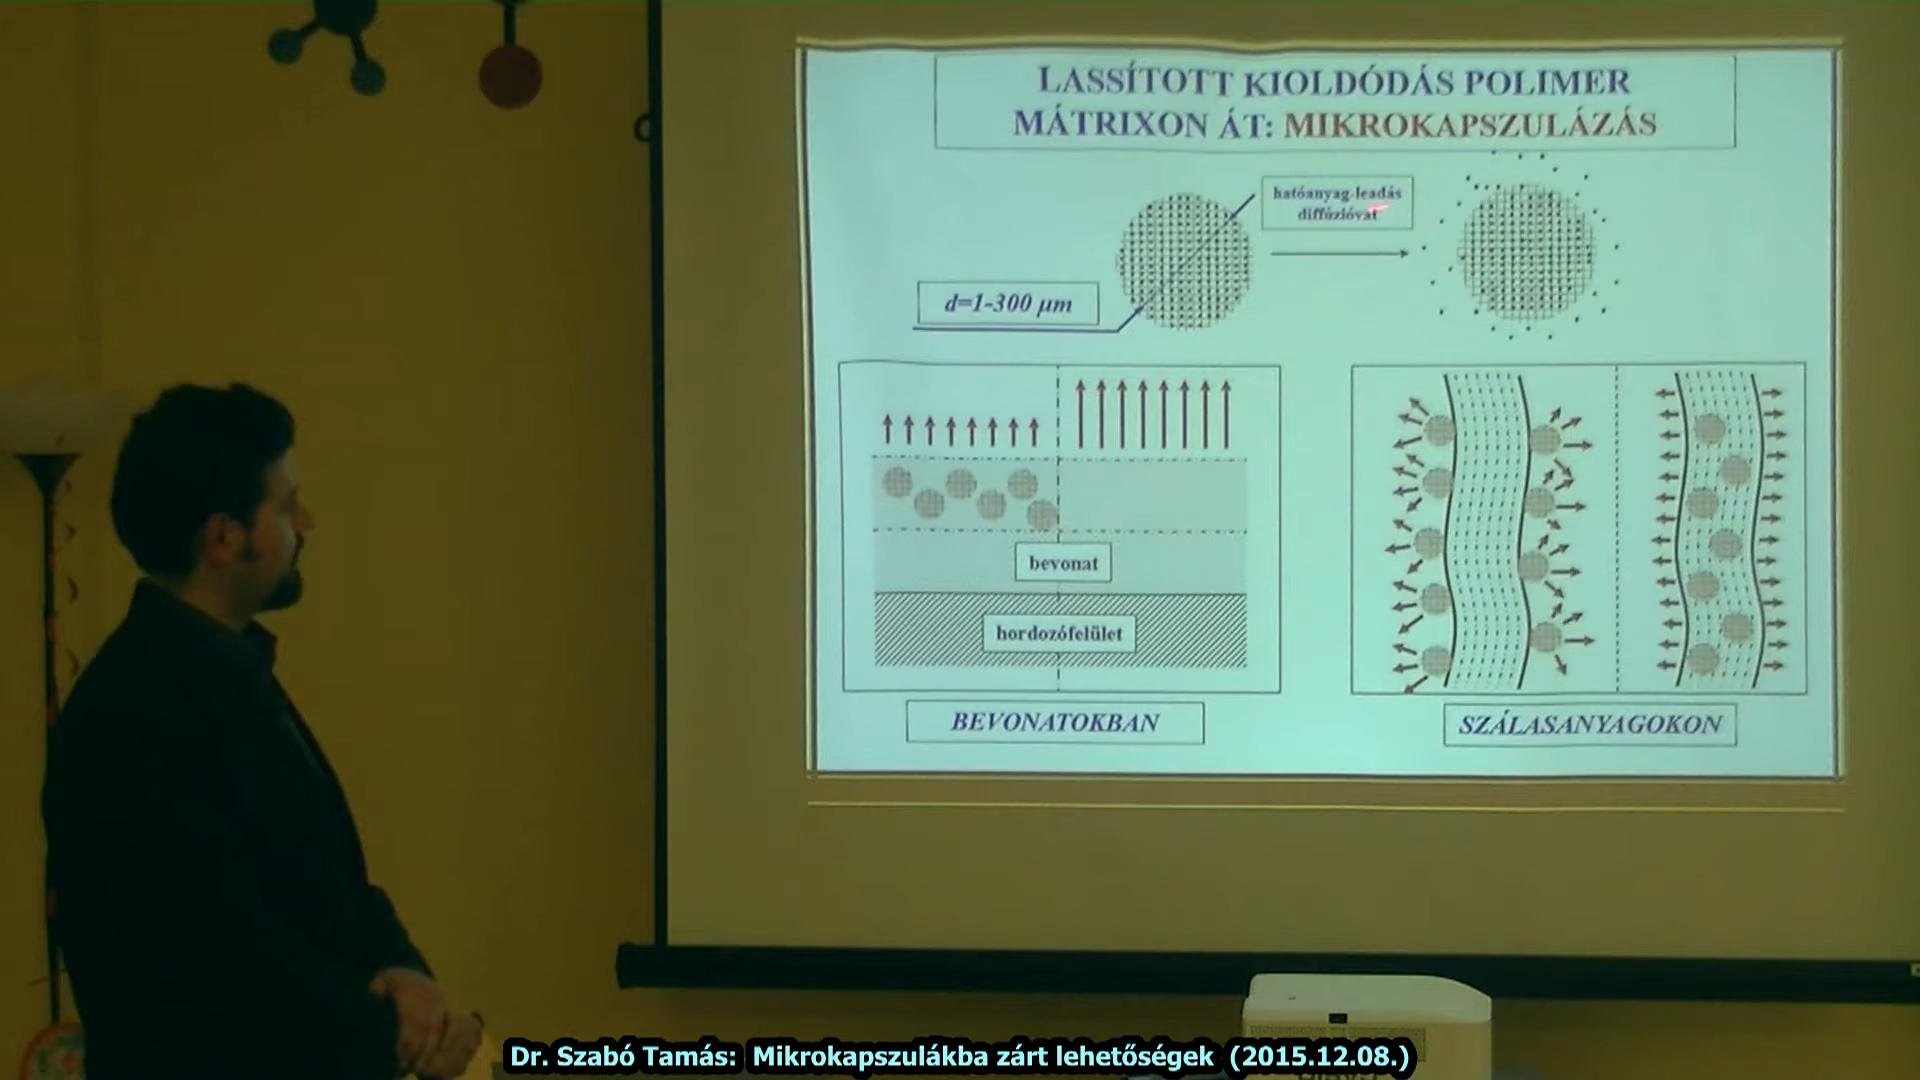 LASSÍTOTT KIOLDÓDÁS POLIMER
MÁTRIXON ÁT: MIKROKAPSZULÁZÁS
hatóanyag-leadás
diffúzióval
d=1-300 μm
bevonat
hordozófelület
BEVONATOKBAN
SZÁLASANYAGOKON
Dr. Szabó Tamás: Mikrokapszulákba zárt lehetőségek (2015.12.08.)